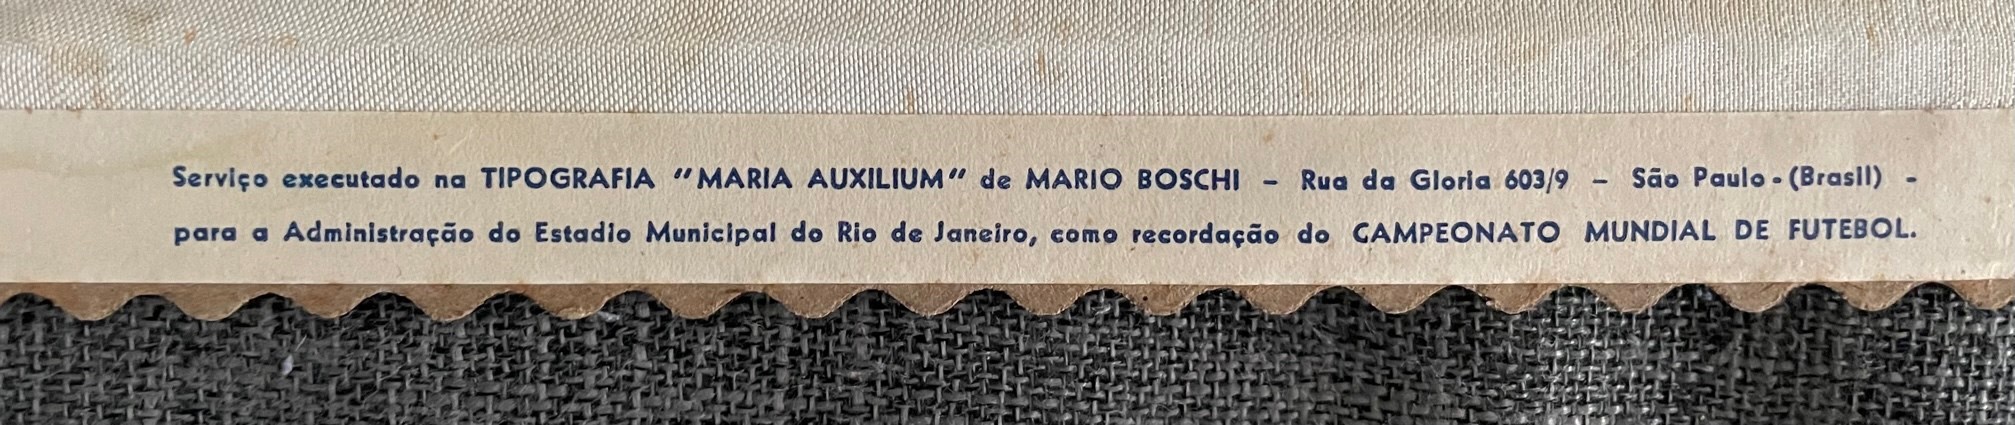 Serviço executado na TIPOGRAFIA "MARIA AUXILIUM" de MARIO BOSCHI – Rua da Gloria 603/9 – São Paulo - (Brasil) -
para a Administração do Estadio Municipal do Rio de Janeiro, como recordação do CAMPEONATO MUNDIAL DE FUTEBOL.